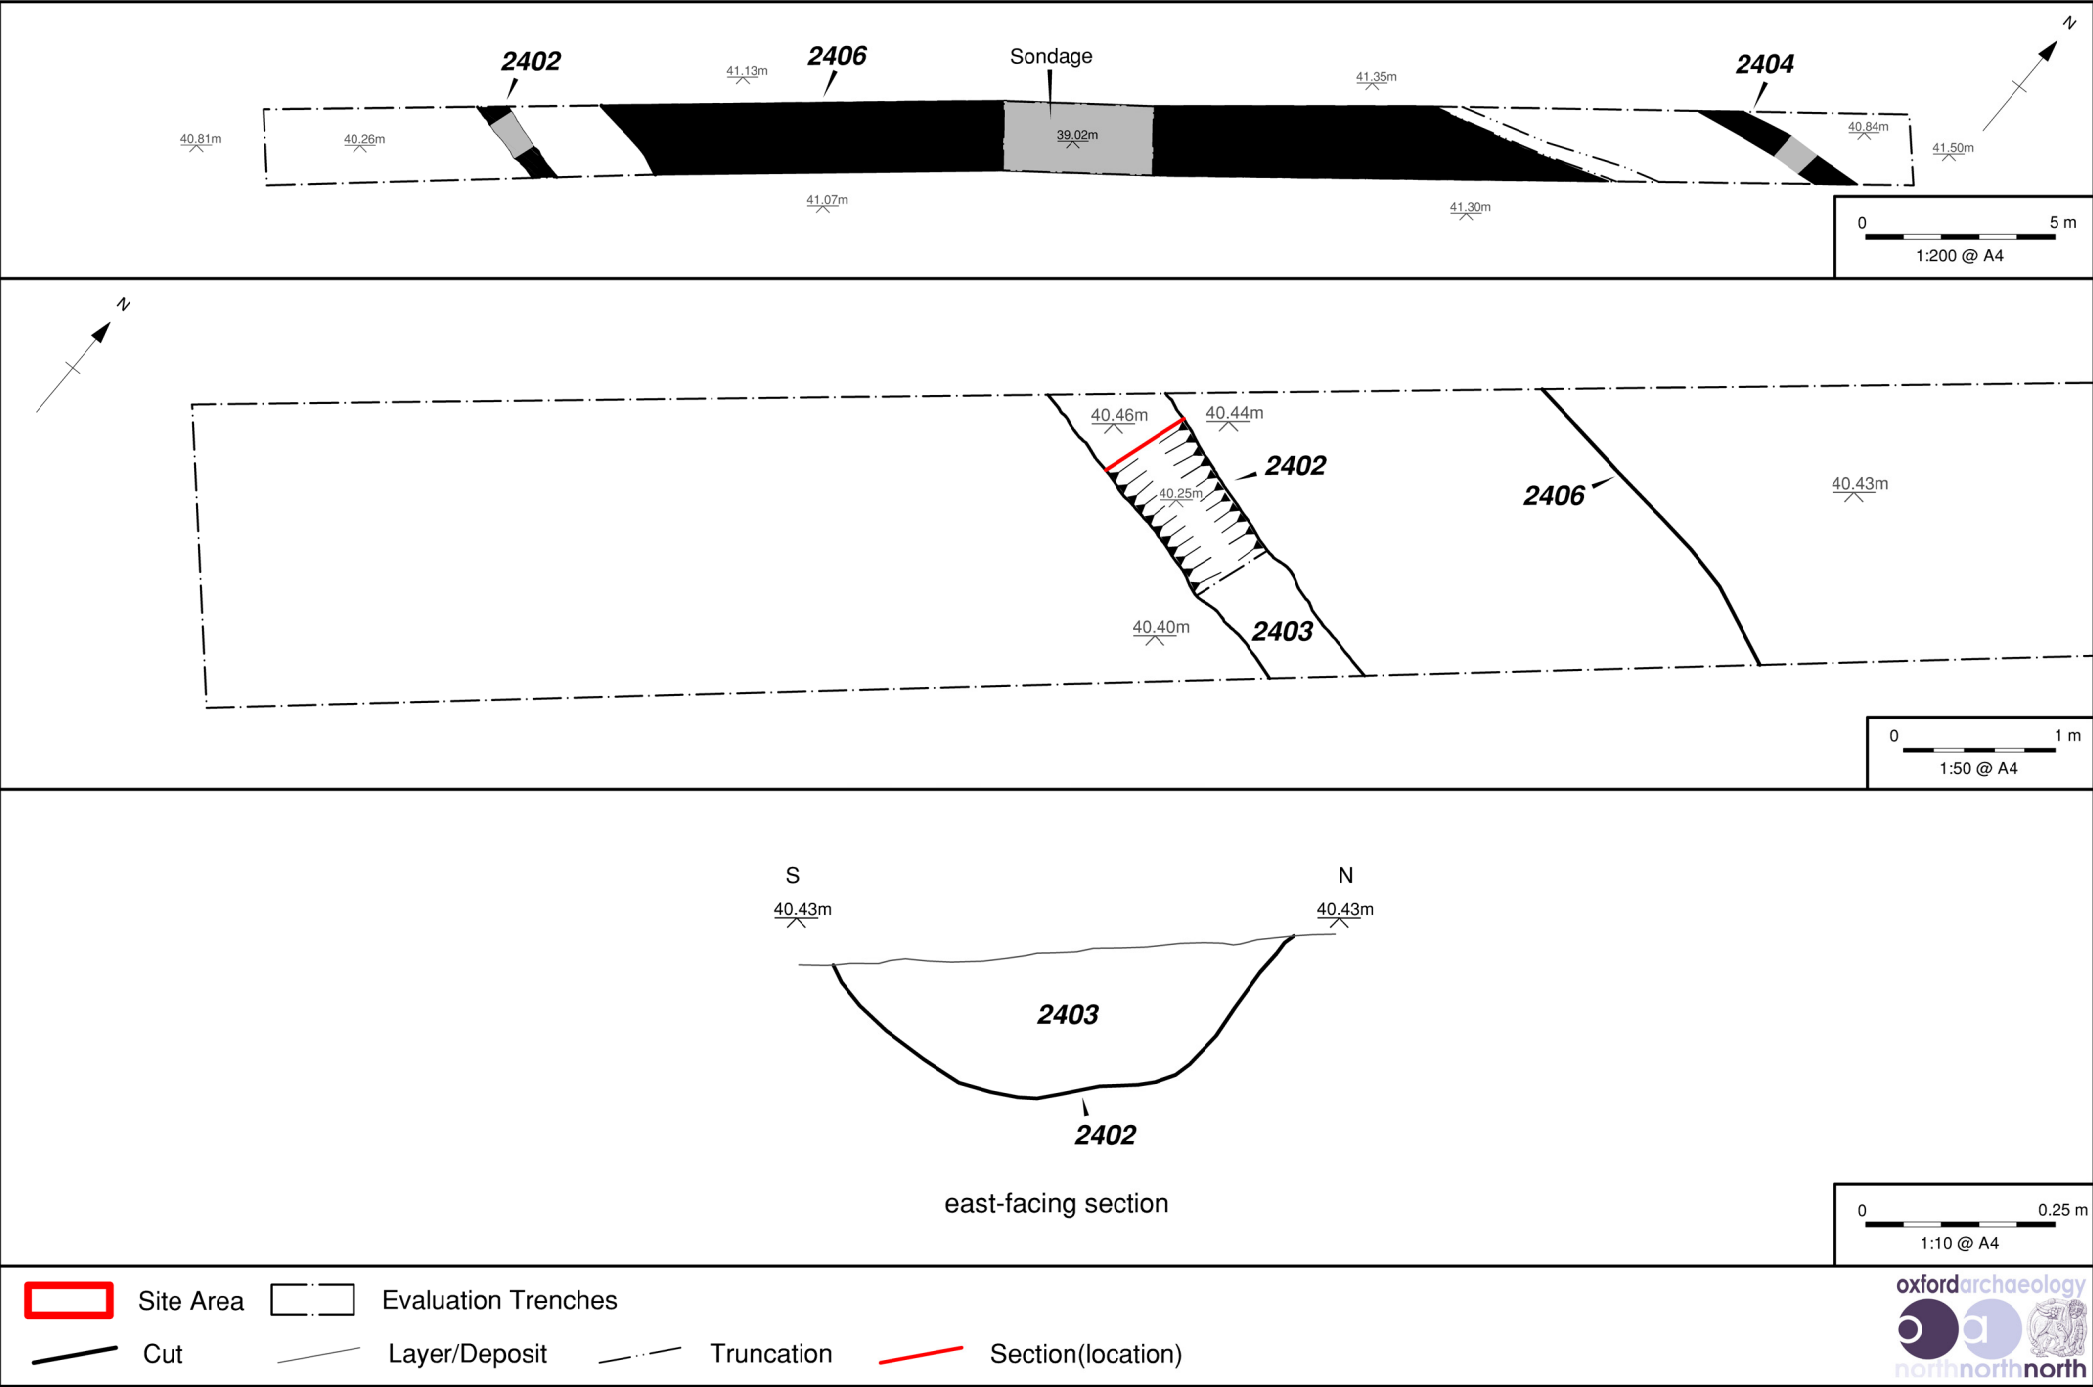 2402
2406
Sondage
2404
N
41.13m
41.35m
40.81m
40.26m
39.02m
40.84m
41.50m
41.07m
41.30m
0 5 m
1:200 @ A4
N
40.46m
40.44m
2402
40.25m
2406
40.43m
40.40m
2403
0 1 m
1:50 @ A4
S N
40.43m 40.43m
2403
2402
east-facing section
0 0.25 m
1:10 @ A4
Site Area
Evaluation Trenches
Cut
Layer/Deposit
Truncation
Section(location)
oxfordarchaeology
oa
northnorthnorth